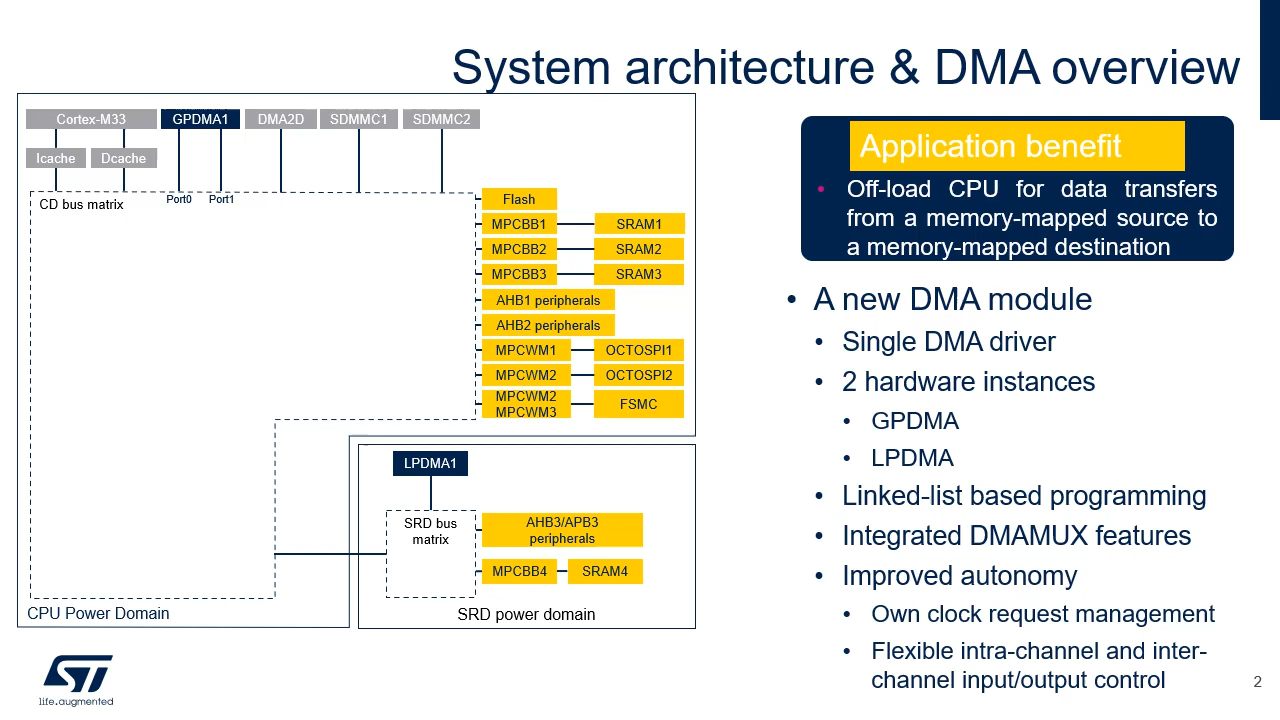 System architecture & DMA overview
Cortex-M33
GPDMA1
DMA2D
SDMMC1
SDMMC2
Icache
Dcache
CD bus matrix
Port0
Port1
Flash
MPCBB1
SRAM1
MPCBB2
SRAM2
MPCBB3
SRAM3
AHB1 peripherals
AHB2 peripherals
MPCWM1
OCTOSPI1
MPCWM2
OCTOSPI2
MPCWM2
MPCWM3
FSMC
LPDMA1
SRD bus
matrix
AHB3/APB3
peripherals
MPCBB4
SRAM4
CPU Power Domain
SRD power domain
Application benefit
• Off-load CPU for data transfers
from a memory-mapped source to
a memory-mapped destination
• A new DMA module
• Single DMA driver
• 2 hardware instances
• GPDMA
• LPDMA
• Linked-list based programming
• Integrated DMAMUX features
• Improved autonomy
• Own clock request management
• Flexible intra-channel and inter-
channel input/output control
ST
life.augmented
2